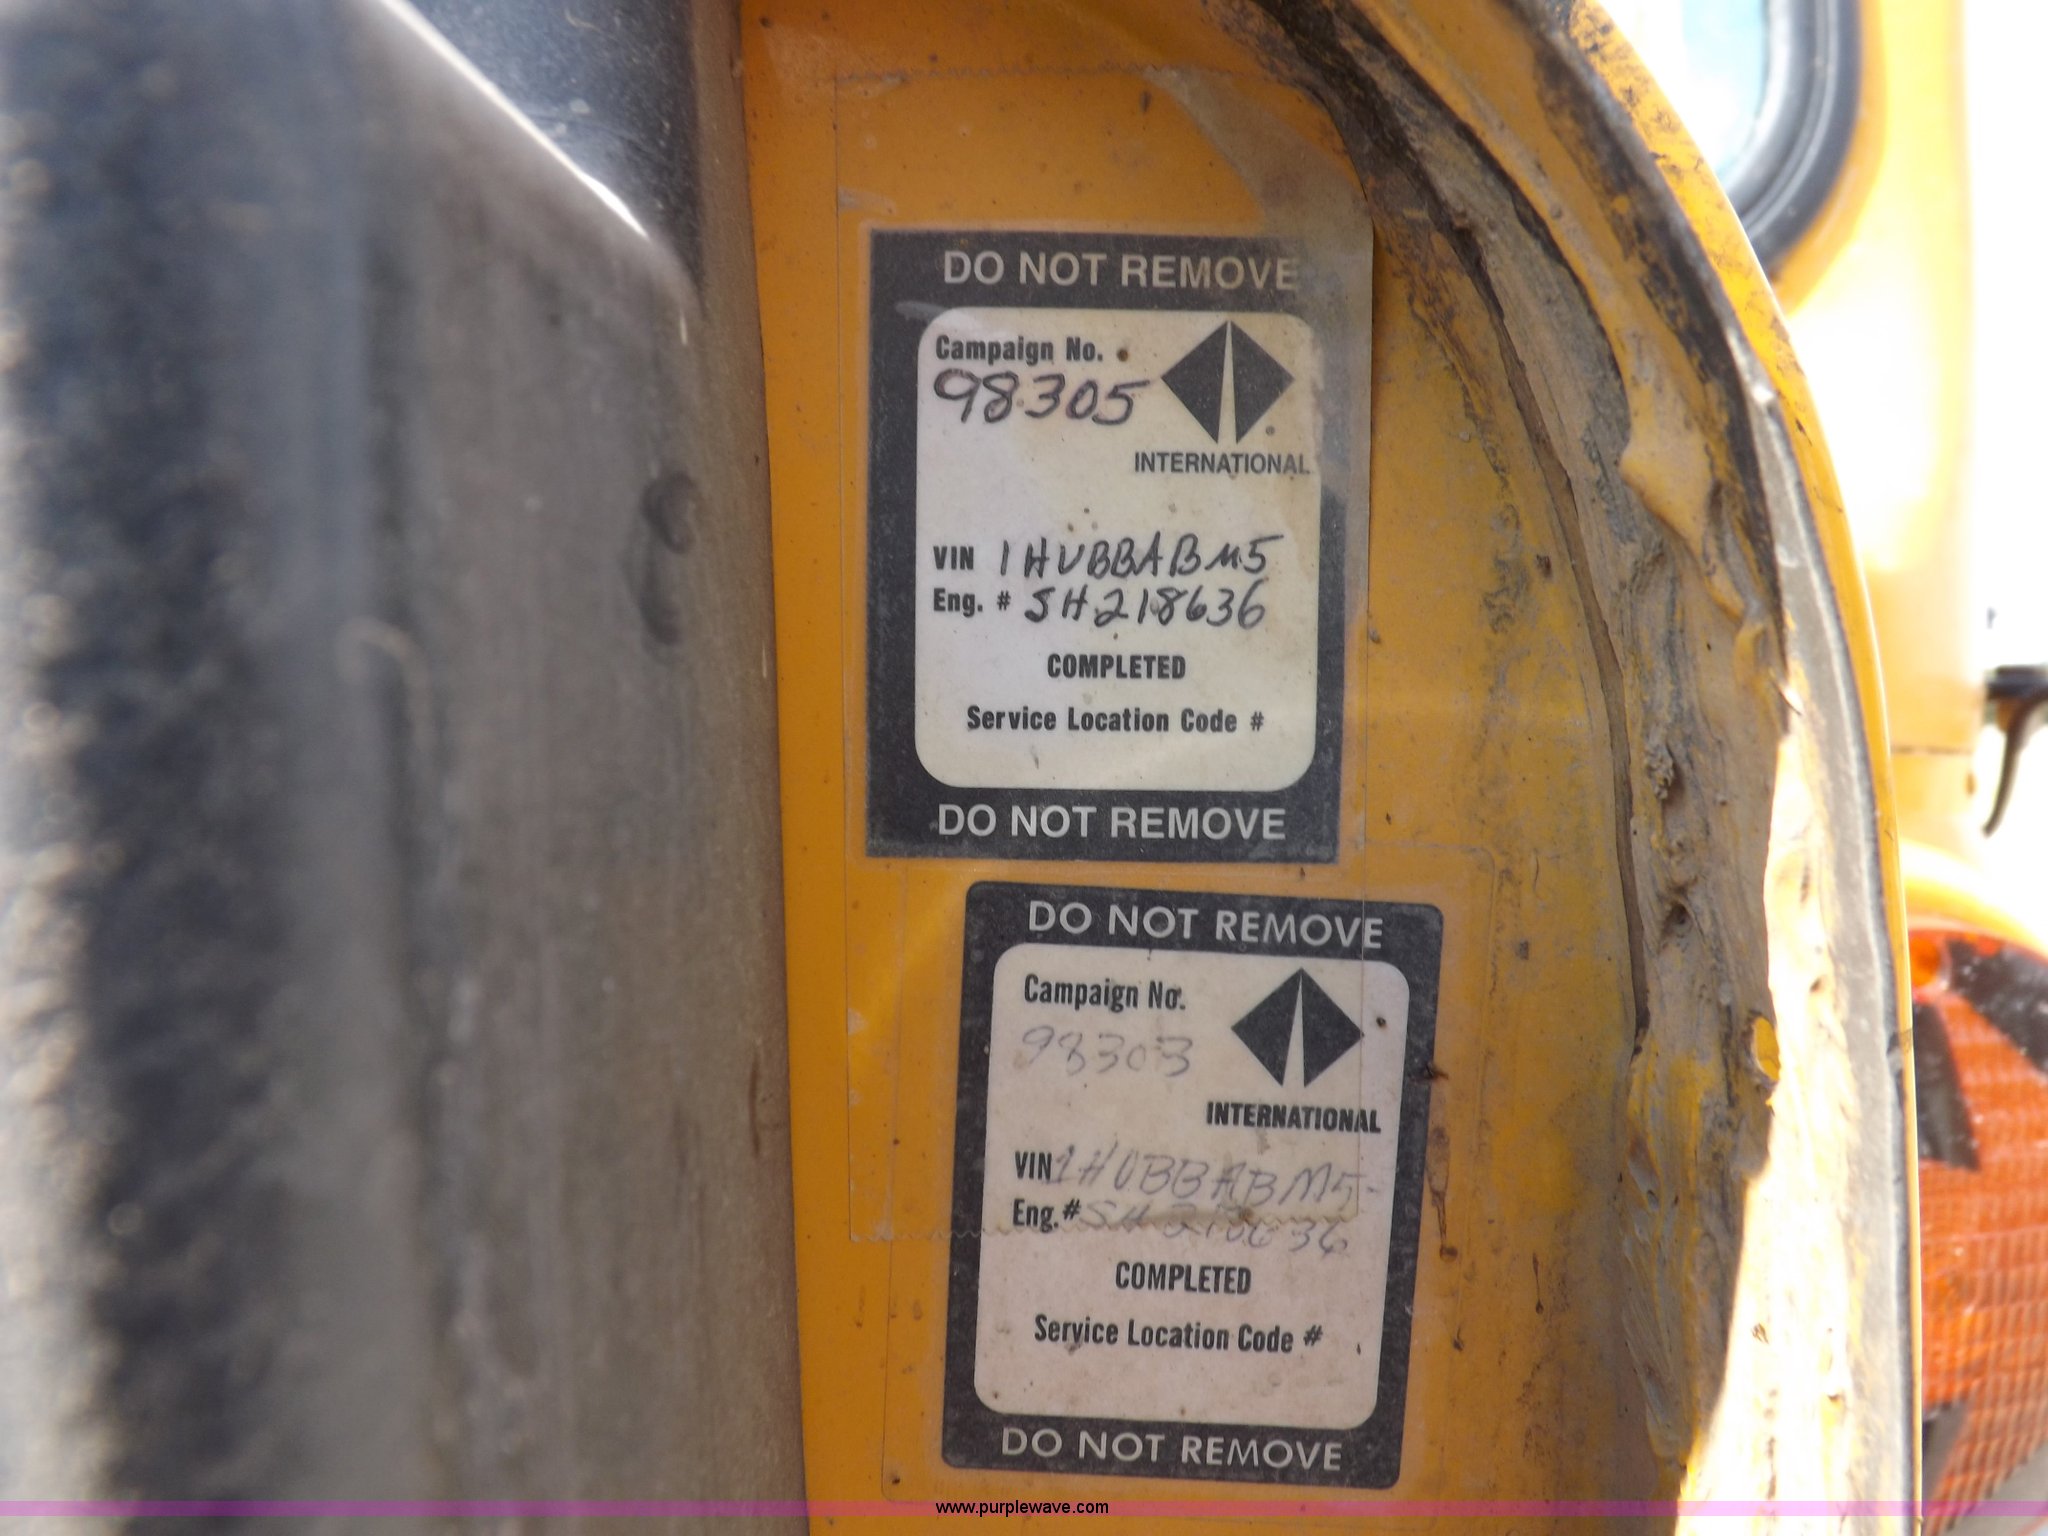 DO NOT REMOVE
Campaign No.
98305
INTERNATIONAL
VIN 1HVBBABM5
Eng. # SH218636
COMPLETED
Service Location Code #
DO NOT REMOVE
DO NOT REMOVE
Campaign No.
98303
INTERNATIONAL
VIN 1HVBBABM5
Eng.# SH218636
COMPLETED
Service Location Code #
DO NOT REMOVE
www.purplewave.com